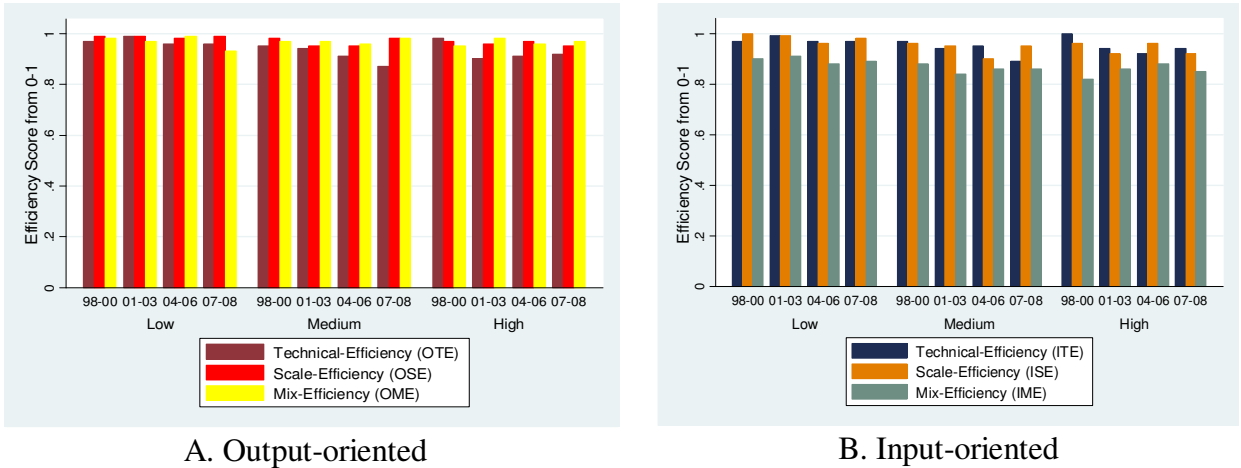 Efficiency Score from 0-1
1
.8
.6
.4
.2
0
98-00 01-03 04-06 07-08 98-00 01-03 04-06 07-08 98-00 01-03 04-06 07-08
Low Medium High
Technical-Efficiency (OTE)
Scale-Efficiency (OSE)
Mix-Efficiency (OME)
A. Output-oriented
Efficiency Score from 0-1
1
.8
.6
.4
.2
0
98-00 01-03 04-06 07-08 98-00 01-03 04-06 07-08 98-00 01-03 04-06 07-08
Low Medium High
Technical-Efficiency (ITE)
Scale-Efficiency (ISE)
Mix-Efficiency (IME)
B. Input-oriented